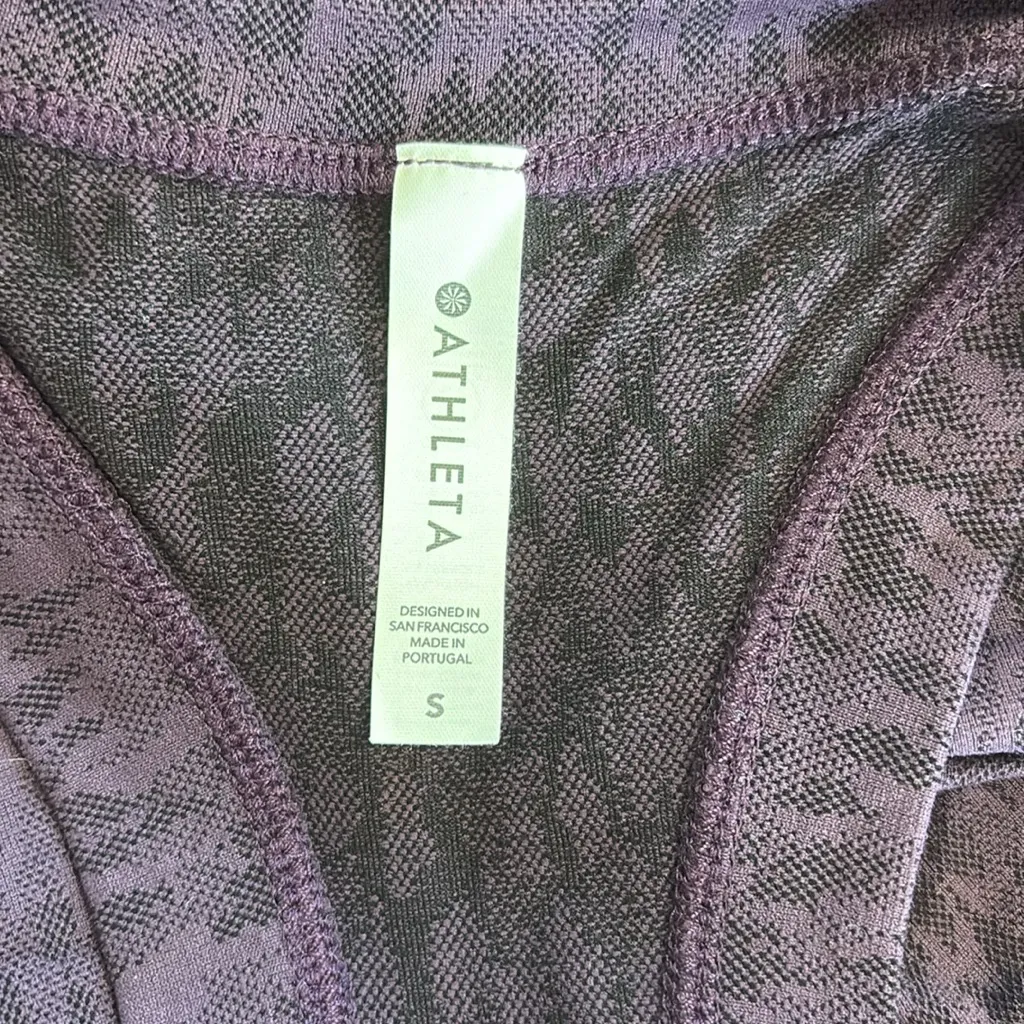 ATHLETA
DESIGNED IN
SAN FRANCISCO
MADE IN
PORTUGAL
S